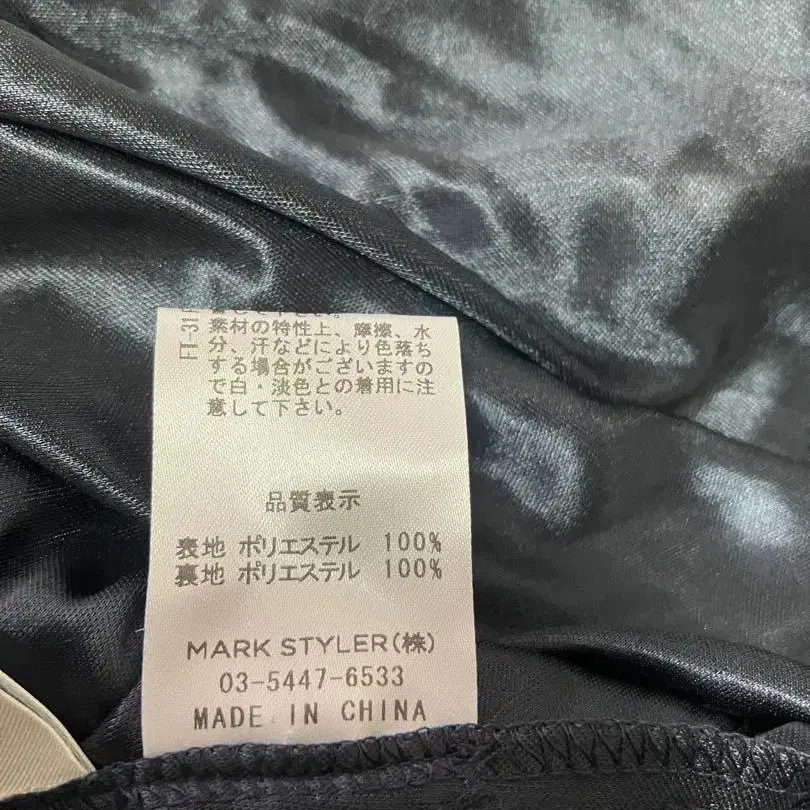 素材の特性上、摩擦、水
分、汗などにより色落ち
する場合がございますの
で白・淡色との着用に注
意して下さい。
品質表示
表地 ポリエステル 100%
裏地 ポリエステル 100%
MARK STYLER(株)
03-5447-6533
MADE IN CHINA